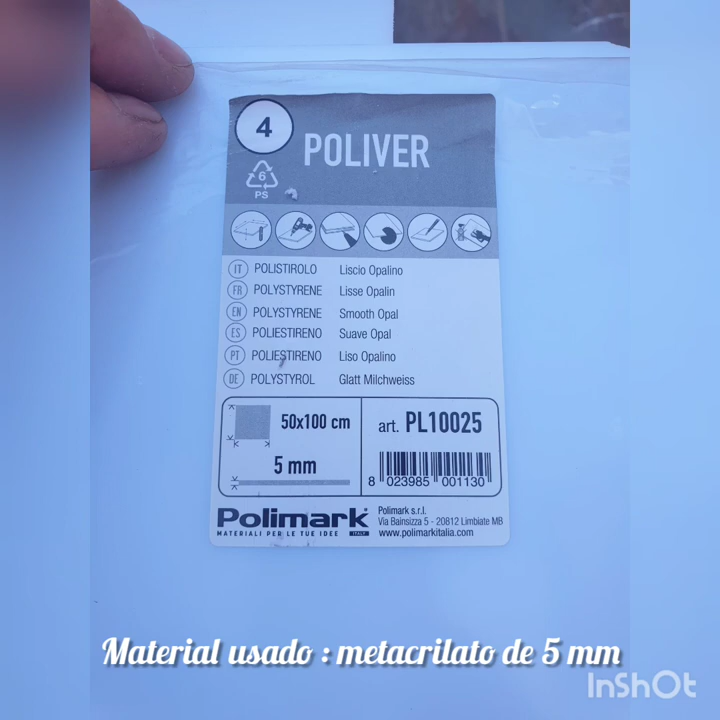 4
POLIVER
6
PS
IT POLISTIROLO Liscio Opalino
FR POLYSTYRENE Lisse Opalin
EN POLYSTYRENE Smooth Opal
ES POLIESTIRENO Suave Opal
PT POLIESTIRENO Liso Opalino
DE POLYSTYROL Glatt Milchweiss
50x100 cm
5 mm
art. PL10025
8 023985 001130
Polimark®
MATERIALI PER LE TUE IDEE ITALY
Polimark s.r.l.
Via Bainsizza 5 - 20812 Limbiate MB
www.polimarkitalia.com
Material usado : metacrilato de 5 mm
InShOt